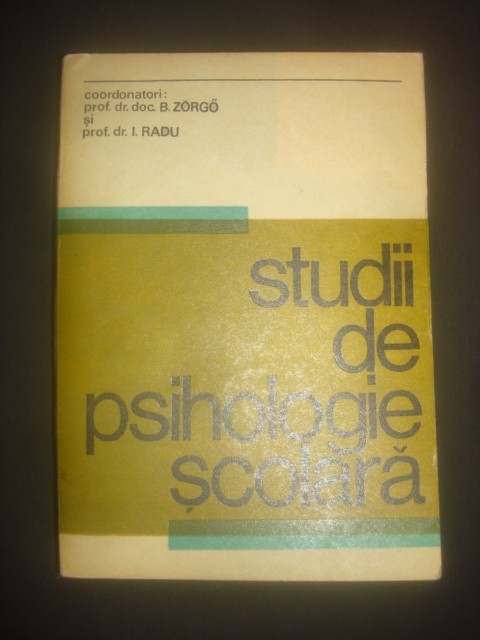 coordonatori:
prof. dr. doc. B. ZÖRGŐ
și
prof. dr. I. RADU
studii
de
psihologie
școlară